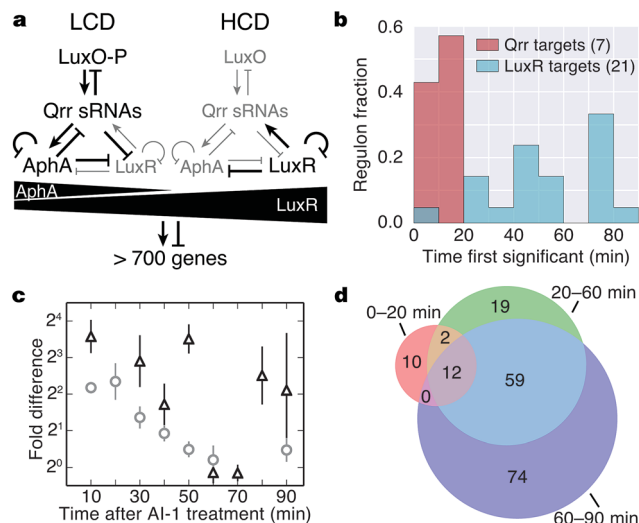 a
LCD
HCD
LuxO-P
LuxO
Qrr sRNAs
Qrr sRNAs
AphA
LuxR
AphA
LuxR
AphA
LuxR
> 700 genes
b
Regulon fraction
0.6
0.4
0.2
0.0
Qrr targets (7)
LuxR targets (21)
0 20 40 60 80
Time first significant (min)
c
Fold difference
2⁴
2³
2²
2¹
2⁰
10 30 50 70 90
Time after AI-1 treatment (min)
d
0–20 min
20–60 min
19
2
10
12
59
0
74
60–90 min